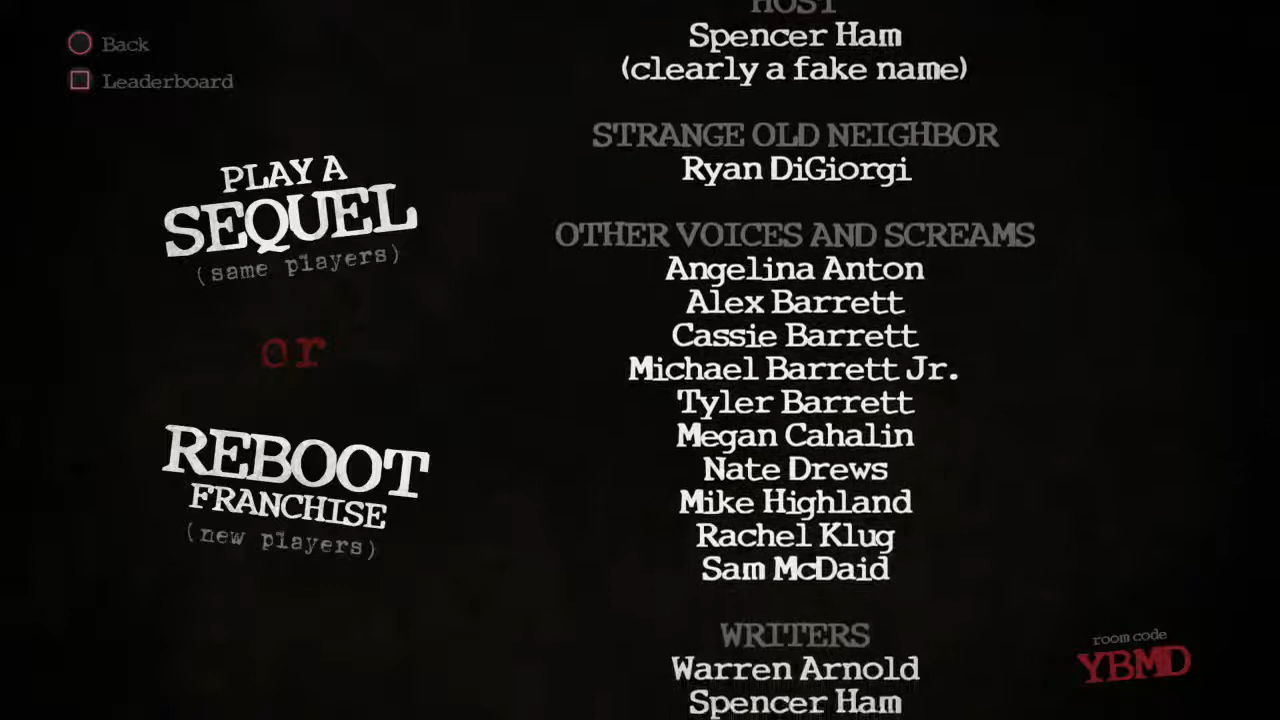 Back
Leaderboard
PLAY A
SEQUEL
(same players)
or
REBOOT
FRANCHISE
(new players)
HOST
Spencer Ham
(clearly a fake name)
STRANGE OLD NEIGHBOR
Ryan DiGiorgi
OTHER VOICES AND SCREAMS
Angelina Anton
Alex Barrett
Cassie Barrett
Michael Barrett Jr.
Tyler Barrett
Megan Cahalin
Nate Drews
Mike Highland
Rachel Klug
Sam McDaid
WRITERS
Warren Arnold
Spencer Ham
room code
YBMD